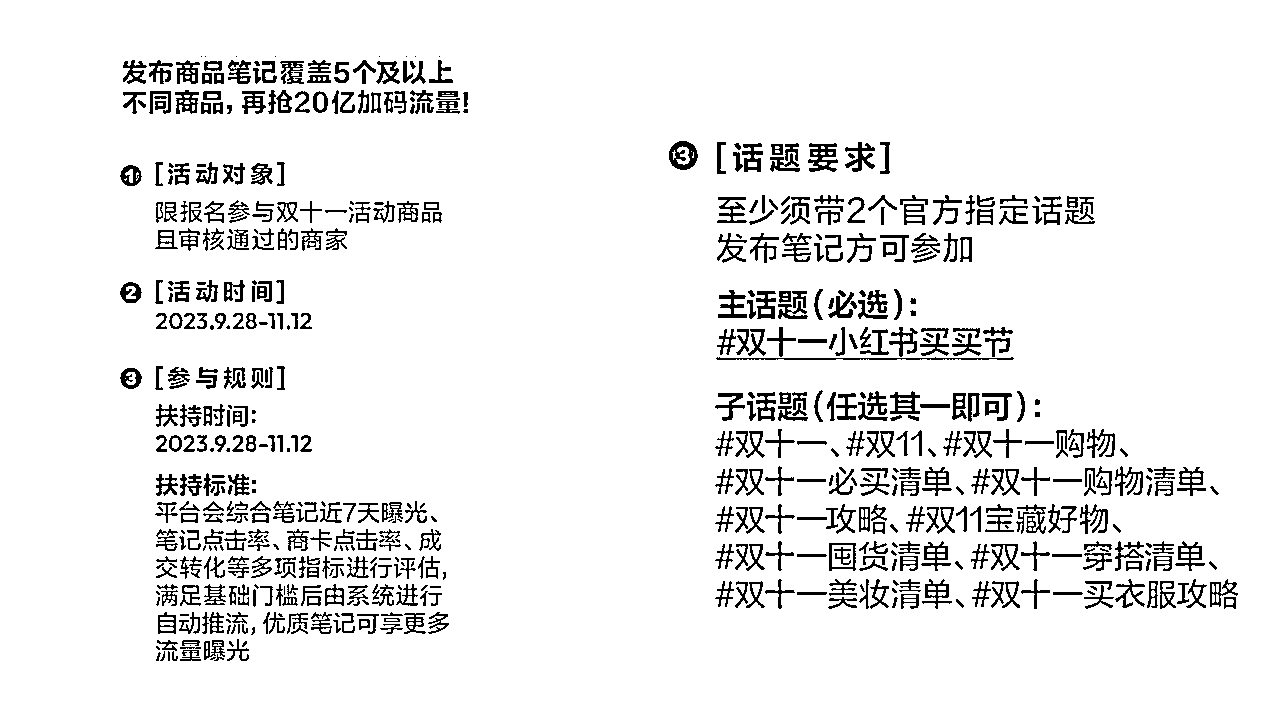 发布商品笔记覆盖5个及以上
不同商品，再抢20亿加码流量！
❶ [活动对象]
限报名参与双十一活动商品
且审核通过的商家
❷ [活动时间]
2023.9.28-11.12
❸ [参与规则]
扶持时间：
2023.9.28-11.12
扶持标准：
平台会综合笔记近7天曝光、
笔记点击率、商卡点击率、成
交转化等多项指标进行评估，
满足基础门槛后由系统进行
自动推流，优质笔记可享更多
流量曝光
❸ [话题要求]
至少须带2个官方指定话题
发布笔记方可参加
主话题（必选）：
#双十一小红书买买节
子话题（任选其一即可）：
#双十一、#双11、#双十一购物、
#双十一必买清单、#双十一购物清单、
#双十一攻略、#双11宝藏好物、
#双十一囤货清单、#双十一穿搭清单、
#双十一美妆清单、#双十一买衣服攻略